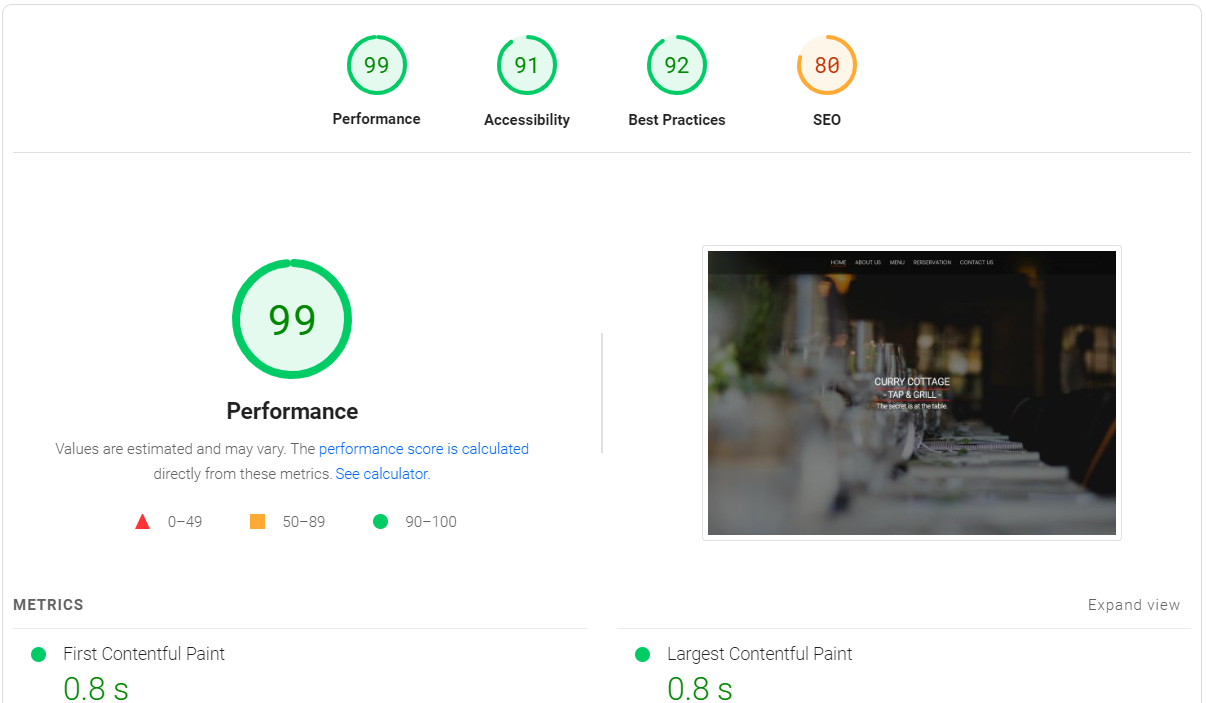 99
91
92
80
Performance
Accessibility
Best Practices
SEO
HOME ABOUT US MENU RERSERVATION CONTACT US
99
CURRY COTTAGE
- TAP & GRILL -
The secret is at the table.
Performance
Values are estimated and may vary. The performance score is calculated
directly from these metrics. See calculator.
0–49
50–89
90–100
METRICS
Expand view
First Contentful Paint
0.8 s
Largest Contentful Paint
0.8 s